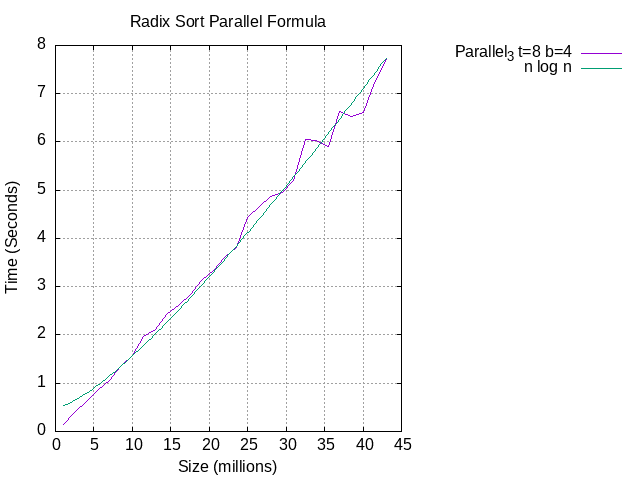 Radix Sort Parallel Formula
Parallel3 t=8 b=4
n log n
8
7
6
5
4
3
2
1
0
Time (Seconds)
0 5 10 15 20 25 30 35 40 45
Size (millions)